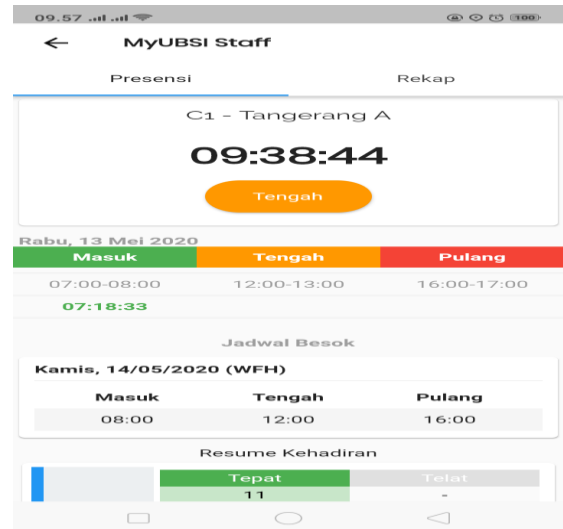 09.57
100
MyUBSI Staff
Presensi Rekap
C1 - Tangerang A
09:38:44
Tengah
Rabu, 13 Mei 2020
Masuk Tengah Pulang
07:00-08:00 12:00-13:00 16:00-17:00
07:18:33
Jadwal Besok
Kamis, 14/05/2020 (WFH)
Masuk Tengah Pulang
08:00 12:00 16:00
Resume Kehadiran
Tepat Telat
11 -